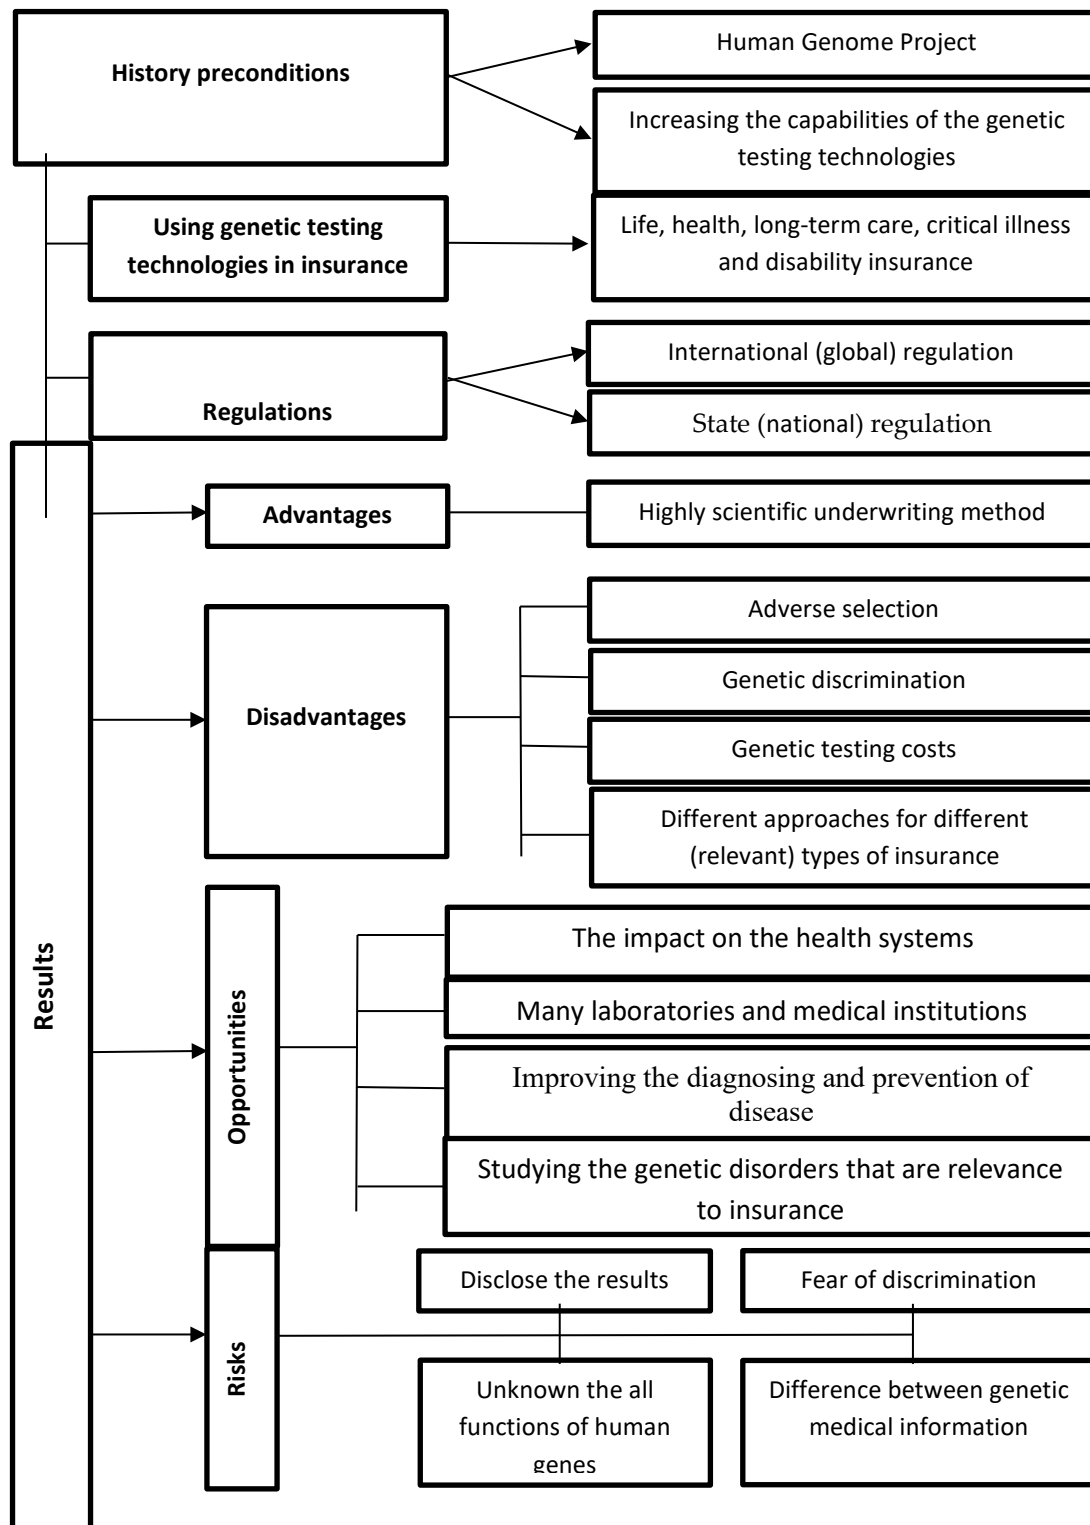 History preconditions
Human Genome Project
Increasing the capabilities of the genetic
testing technologies
Using genetic testing
technologies in insurance
Life, health, long-term care, critical illness
and disability insurance
Regulations
International (global) regulation
State (national) regulation
Results
Advantages
Highly scientific underwriting method
Disadvantages
Adverse selection
Genetic discrimination
Genetic testing costs
Different approaches for different
(relevant) types of insurance
Opportunities
The impact on the health systems
Many laboratories and medical institutions
Improving the diagnosing and prevention of
disease
Studying the genetic disorders that are relevance
to insurance
Risks
Disclose the results
Fear of discrimination
Unknown the all
functions of human
genes
Difference between genetic
medical information